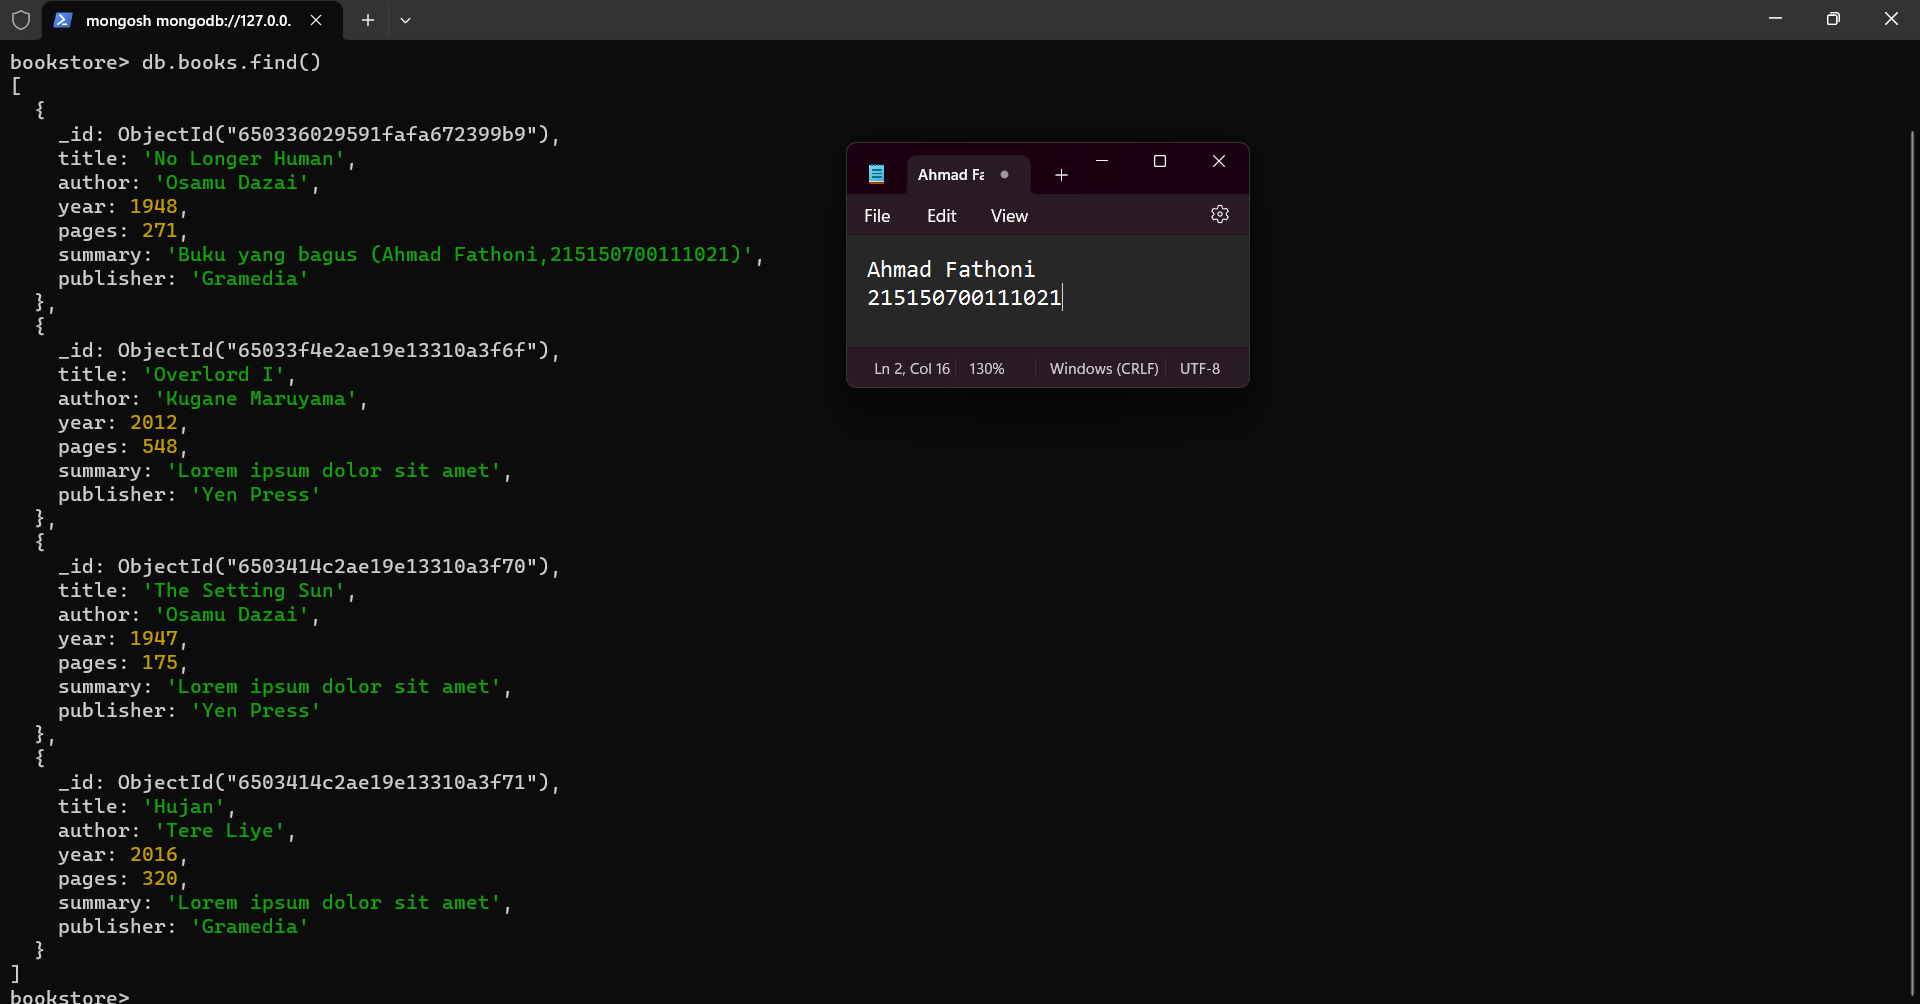 mongosh mongodb://127.0.0.
bookstore> db.books.find()
[
  {
    _id: ObjectId("650336029591fafa672399b9"),
    title: 'No Longer Human',
    author: 'Osamu Dazai',
    year: 1948,
    pages: 271,
    summary: 'Buku yang bagus (Ahmad Fathoni,215150700111021)',
    publisher: 'Gramedia'
  },
  {
    _id: ObjectId("65033f4e2ae19e13310a3f6f"),
    title: 'Overlord I',
    author: 'Kugane Maruyama',
    year: 2012,
    pages: 548,
    summary: 'Lorem ipsum dolor sit amet',
    publisher: 'Yen Press'
  },
  {
    _id: ObjectId("6503414c2ae19e13310a3f70"),
    title: 'The Setting Sun',
    author: 'Osamu Dazai',
    year: 1947,
    pages: 175,
    summary: 'Lorem ipsum dolor sit amet',
    publisher: 'Yen Press'
  },
  {
    _id: ObjectId("6503414c2ae19e13310a3f71"),
    title: 'Hujan',
    author: 'Tere Liye',
    year: 2016,
    pages: 320,
    summary: 'Lorem ipsum dolor sit amet',
    publisher: 'Gramedia'
  }
]
bookstore>
Ahmad Fa
File Edit View
Ahmad Fathoni
215150700111021
Ln 2, Col 16 130% Windows (CRLF) UTF-8